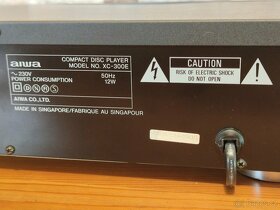 aiwa
COMPACT DISC PLAYER
MODEL NO. XC-300E
~ 230V 50Hz
POWER CONSUMPTION 12W
D N S
AIWA CO.,LTD.
MADE IN SINGAPORE/FABRIQUE AU SINGAPOUR
CAUTION
RISK OF ELECTRIC SHOCK
DO NOT OPEN